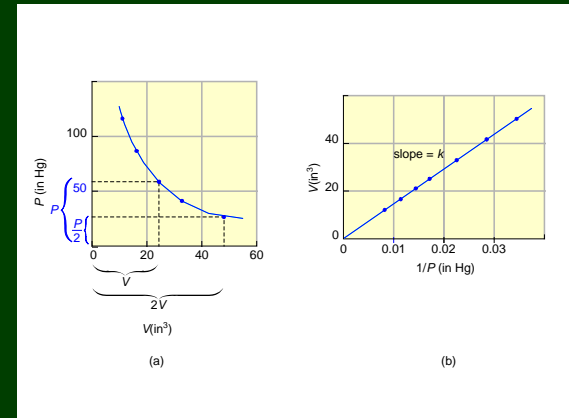 100
50
0
20
40
60
P (in Hg)
P
P
2
V
2V
V(in³)
(a)
40
20
0
0
0.01
0.02
0.03
slope = k
V(in³)
1/P (in Hg)
(b)